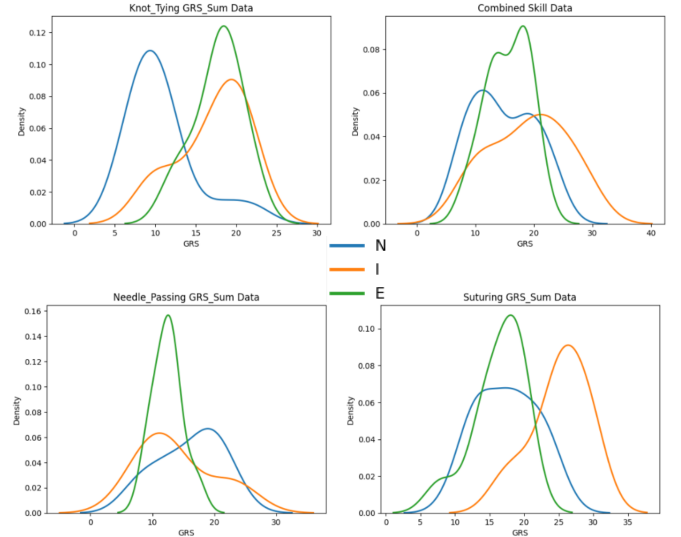 Knot_Tying GRS_Sum Data
Density
0.12
0.10
0.08
0.06
0.04
0.02
0.00
0 5 10 15 20 25 30
GRS
Combined Skill Data
Density
0.08
0.06
0.04
0.02
0.00
0 10 20 30 40
GRS
N
I
E
Needle_Passing GRS_Sum Data
Density
0.16
0.14
0.12
0.10
0.08
0.06
0.04
0.02
0.00
0 10 20 30
GRS
Suturing GRS_Sum Data
Density
0.10
0.08
0.06
0.04
0.02
0.00
0 5 10 15 20 25 30 35
GRS